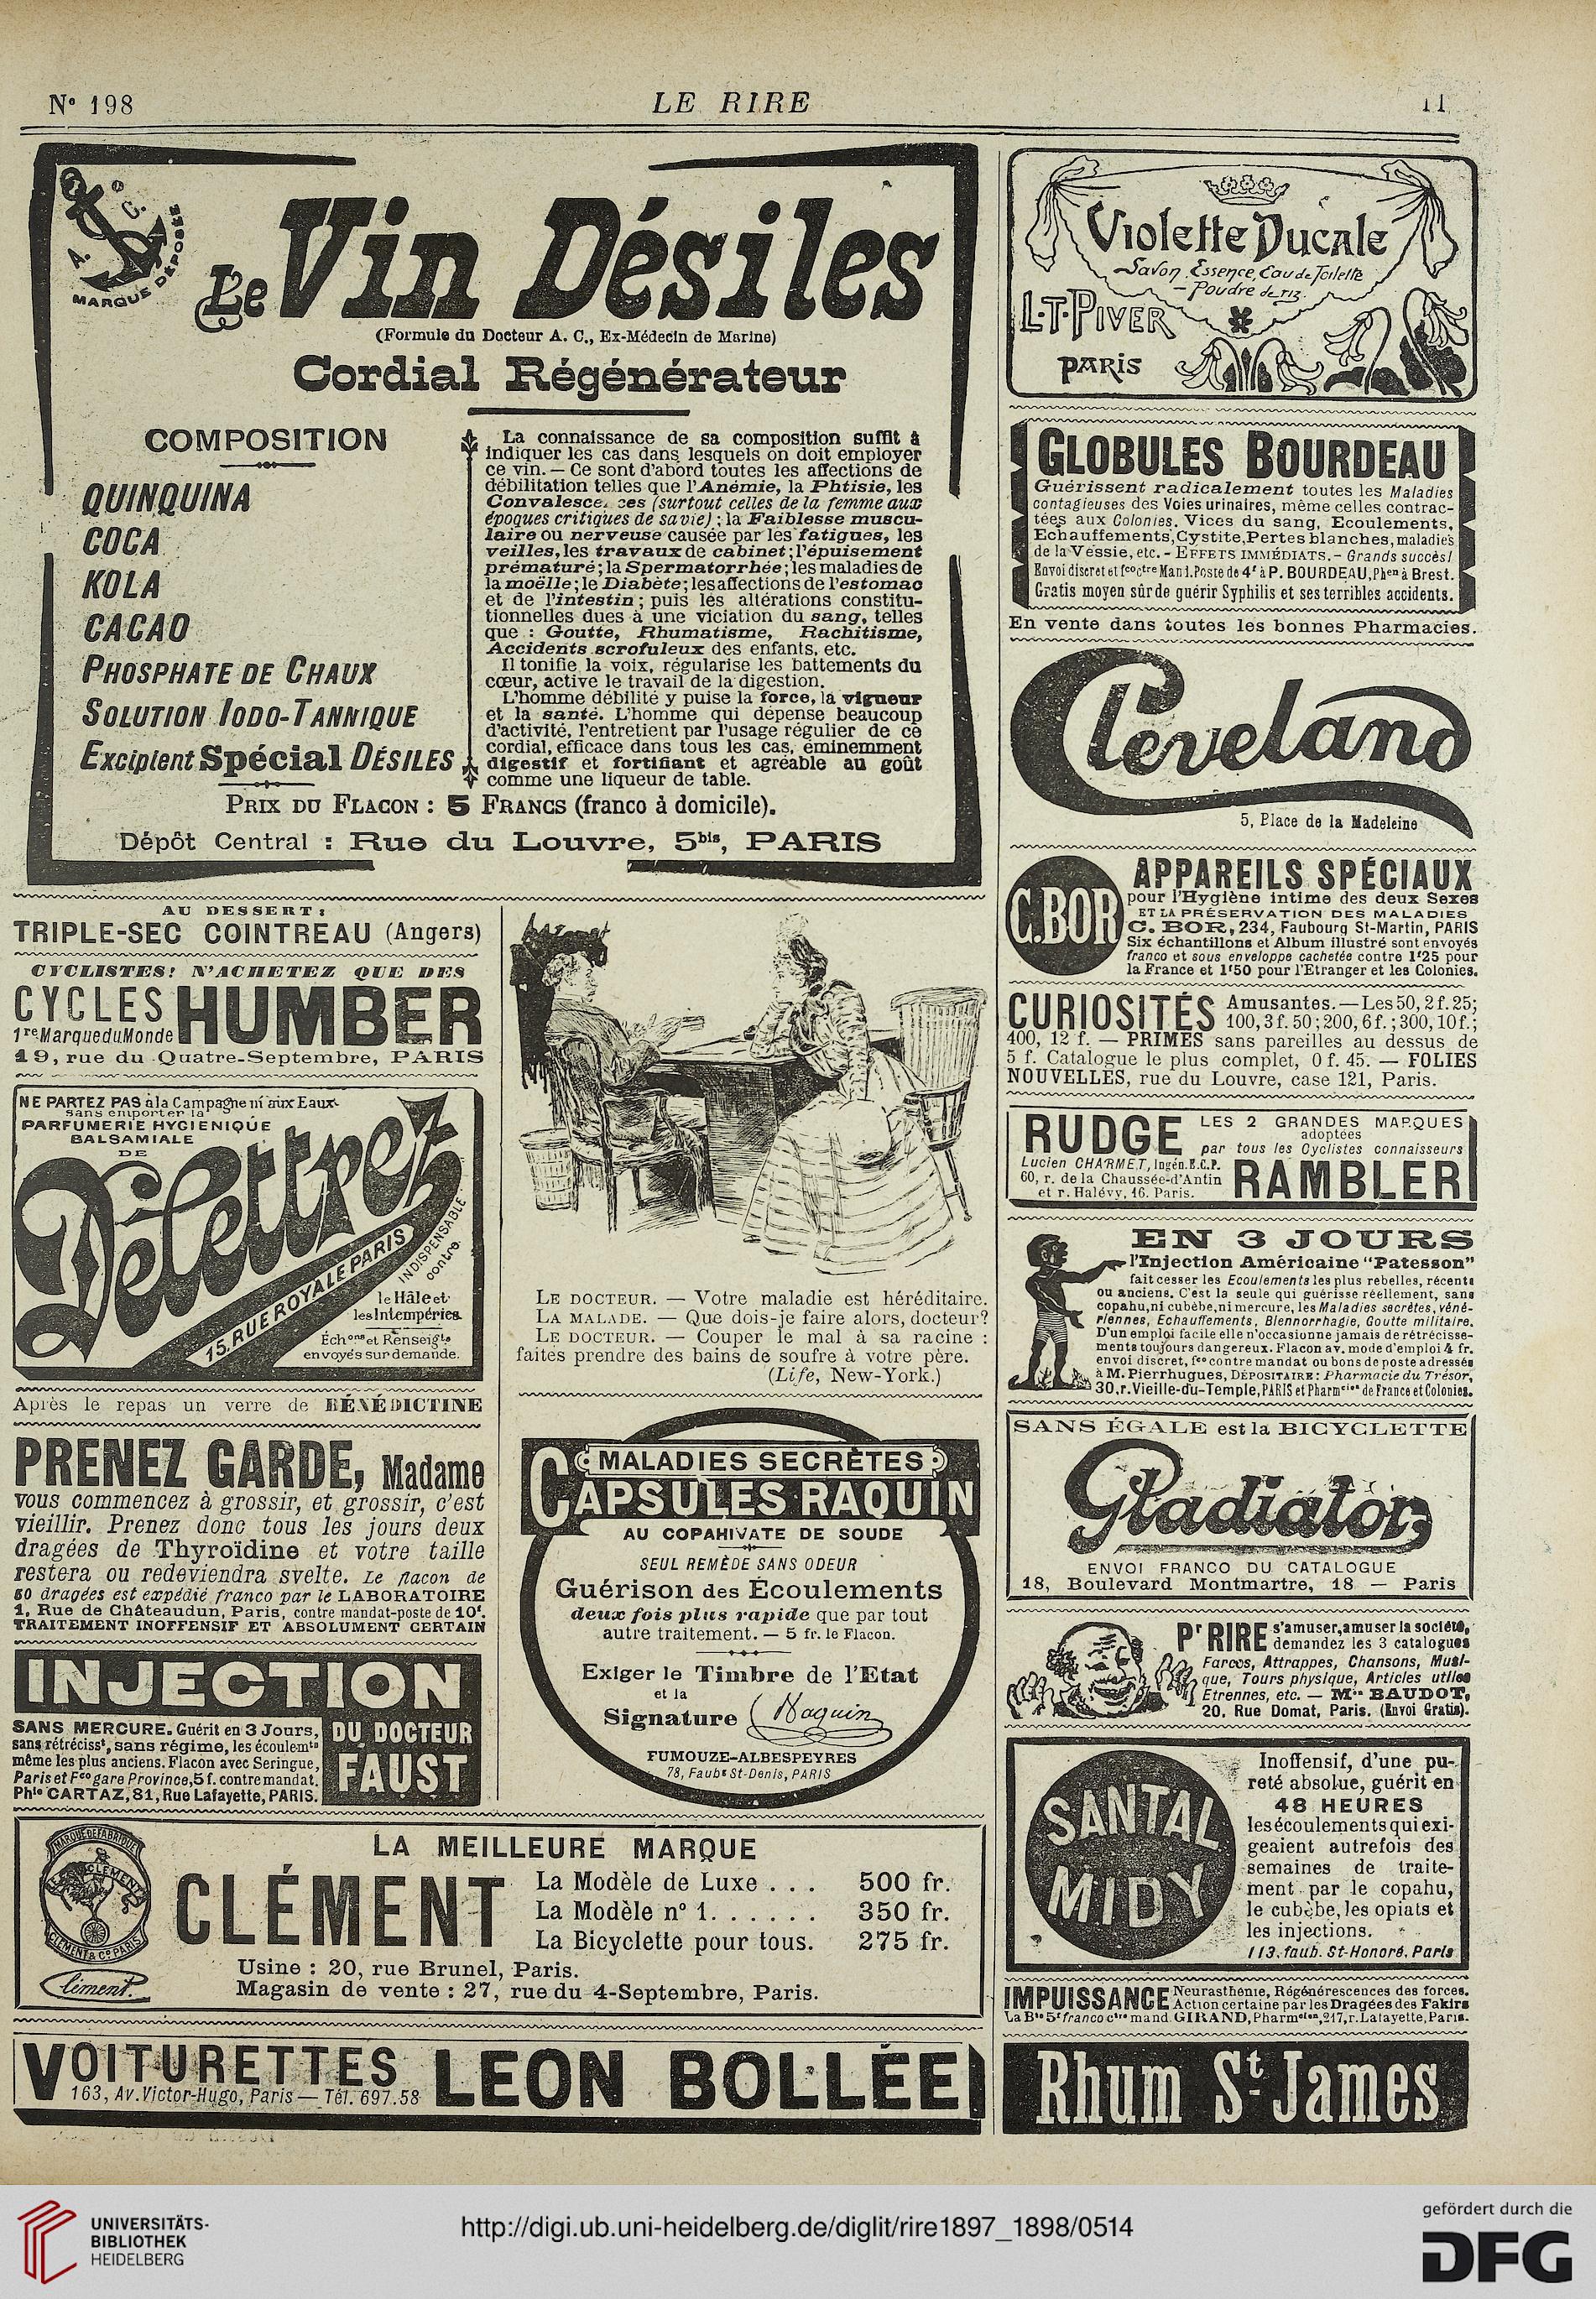 N° 198
LE RIRE
11
A. C.
MARQUE DÉPOSÉE
Le Vin Désiles
(Formule du Docteur A. C., Ex-Médecin de Marine)
Cordial Régénérateur
COMPOSITION
QUINQUINA
COCA
KOLA
CACAO
PHOSPHATE DE CHAUX
SOLUTION IODO-TANNIQUE
Excipient Spécial DÉSILES
La connaissance de sa composition suffit à
indiquer les cas dans lesquels on doit employer
ce vin. — Ce sont d'abord toutes les affections de
débilitation telles que l'Anémie, la Phtisie, les
(surtout celles de la femme aux
époques critiques de sa vie) ; la Faiblesse muscu-
laire ou nerveuse causée par les fatigues, les
veilles, les travaux de cabinet ; l'épuisement
prématuré ; la Spermatorrhée ; les maladies de
la moëlle ; le Diabète ; les affections de l'estomac
et de l'intestin ; puis les altérations constitu-
tionnelles dues à une viciation du sang, telles
que : Goutte, Rhumatisme, Rachitisme,
Accidents scrofuleux des enfants, etc.
Il tonifie la voix, régularise les battements du
cœur, active le travail de la digestion.
L'homme débilité y puise la force, la vigueur
et la santé. L'homme qui dépense beaucoup
d'activité, l'entretient par l'usage régulier de ce
cordial, efficace dans tous les cas, éminemment
digestif et fortifiant et agréable au goût
comme une liqueur de table.
PRIX DU FLACON : 5 FRANCS (franco à domicile).
Dépôt Central : Rue du Louvre, 5bis, PARIS
AU DESSERT :
TRIPLE-SEC COINTREAU (Angers)
CYCLISTES ! N'ACHETEZ QUE DES
CYCLES HUMBER
1re Marque du Monde
19, rue du Quatre-Septembre, PARIS
NE PARTEZ PAS à la Campagne ni aux Eaux
sans emporter la
PARFUMERIE HYGIENIQUE
BALSAMIALE
DE
Délettrez
15. RUE ROYALE PARIS
INDISPENSABLE
contre
le Hâle et
les Intempéries
Échons et Renseigts
envoyés sur demande.
Après le repas un verre de BÉNÉDICTINE
PRENEZ GARDE, Madame
vous commencez à grossir, et grossir, c'est
vieillir. Prenez donc tous les jours deux
dragées de Thyroïdine et votre taille
restera ou redeviendra svelte. Le flacon de
50 dragées est expédié franco par le LABORATOIRE
1, Rue de Châteaudun, Paris, contre mandat-poste de 10f.
TRAITEMENT INOFFENSIF ET ABSOLUMENT CERTAIN
INJECTION
DU DOCTEUR
FAUST
SANS MERCURE. Guérit en 3 Jours,
sans rétrécisst, sans régime, les écoulemts
même les plus anciens. Flacon avec Seringue,
Paris et Fco gare Province, 5 f. contre mandat.
Phie CARTAZ, 81, Rue Lafayette, PARIS.
LE DOCTEUR. — Votre maladie est héréditaire.
LA MALADE. — Que dois-je faire alors, docteur ?
LE DOCTEUR. — Couper le mal à sa racine :
faites prendre des bains de soufre à votre père.
(Life, New-York.)
MALADIES SECRÈTES
CAPSULES RAQUIN
AU COPAHIVATE DE SOUDE
SEUL REMÈDE SANS ODEUR
Guérison des Écoulements
deux fois plus rapide que par tout
autre traitement. — 5 fr. le Flacon.
Exiger le Timbre de l'Etat
et la
Signature Raquin
FUMOUZE-ALBESPEYRES
78, Faubg St-Denis, PARIS
MARQUE DE FABRIQUE
CLEMENT
CLEMENT & Cie PARIS
Clément
LA MEILLEURE MARQUE
CLÉMENT
La Modèle de Luxe . . . 500 fr.
La Modèle n° 1. . . . . . 350 fr.
La Bicyclette pour tous. 275 fr.
Usine : 20, rue Brunel, Paris.
Magasin de vente : 27, rue du 4-Septembre, Paris.
VOITURETTES LEON BOLLÉE
163, Av. Victor-Hugo, Paris — Tél. 697.58
Violette Ducale
Savon, Essence, Eau de Toilette
— Poudre de riz.
L.T. PIVER
PARIS
GLOBULES BOURDEAU
Guérissent radicalement toutes les Maladies
contagieuses des Voies urinaires, même celles contrac-
tées aux Colonies. Vices du sang, Ecoulements,
Echauffements, Cystite, Pertes blanches, maladies
de la Vessie, etc. - EFFETS IMMÉDIATS. - Grands succès !
Envoi discret et fco ctre Mand. Poste de 4f à P. BOURDEAU, Phen à Brest.
Gratis moyen sûr de guérir Syphilis et ses terribles accidents.
En vente dans toutes les bonnes Pharmacies.
Cleveland
5, Place de la Madeleine
C. BOR
APPAREILS SPÉCIAUX
pour l'Hygiène intime des deux Sexes
ET LA PRÉSERVATION DES MALADIES
C. BOR, 234, Faubourg St-Martin, PARIS
Six échantillons et Album illustré sont envoyés
franco et sous enveloppe cachetée contre 1f25 pour
la France et 1f50 pour l'Etranger et les Colonies.
CURIOSITÉS Amusantes. — Les 50, 2 f. 25 ;
100, 3 f. 50 ; 200, 6 f. ; 300, 10 f. ;
400, 12 f. — PRIMES sans pareilles au dessus de
5 f. Catalogue le plus complet, 0 f. 45. — FOLIES
NOUVELLES, rue du Louvre, case 121, Paris.
RUDGE LES 2 GRANDES MARQUES
adoptées
par tous les Cyclistes connaisseurs
Lucien CHARMET, Ingén. E.C.P.
60, r. de la Chaussée-d'Antin
et r. Halévy, 16. Paris.
RAMBLER
EN 3 JOURS
l'Injection Américaine "Patesson"
fait cesser les Ecoulements les plus rebelles, récents
ou anciens. C'est la seule qui guérisse réellement, sans
copahu, ni cubèbe, ni mercure, les Maladies secrètes, véné-
riennes, Echauffements, Blennorrhagie, Goutte militaire.
D'un emploi facile elle n'occasionne jamais de rétrécisse-
ments toujours dangereux. Flacon av. mode d'emploi 4 fr.
envoi discret, fco contre mandat ou bons de poste adressés
à M. Pierrhugues, DÉPOSITAIRE : Pharmacie du Trésor,
30, r. Vieille-du-Temple, PARIS et Pharmcies de France et Colonies.
SANS ÉGALE est la BICYCLETTE
Gladiator
ENVOI FRANCO DU CATALOGUE
18, Boulevard Montmartre, 18 — Paris
Pr RIRE s'amuser, amuser la société,
demandez les 3 catalogues
Farces, Attrappes, Chansons, Musi-
que, Tours physique, Articles utiles
Etrennes, etc. — Mon BAUDOT,
20, Rue Domat, Paris. (Envoi Gratis).
SANTAL
MIDY
Inoffensif, d'une pu-
reté absolue, guérit en
48 HEURES
les écoulements qui exi-
geaient autrefois des
semaines de traite-
ment par le copahu,
le cubèbe, les opiats et
les injections.
113, faub. St-Honoré, Paris
IMPUISSANCE Neurasthénie, Régénérescences des forces.
Action certaine par les Dragées des Fakirs
La Bte 5f franco ctre mand. GIRAND, Pharmcien, 217, r. Lafayette, Paris.
Rhum St-James
UNIVERSITÄTS-
BIBLIOTHEK
HEIDELBERG
http://digi.ub.uni-heidelberg.de/diglit/rire1897_1898/0514
gefördert durch die
DFG